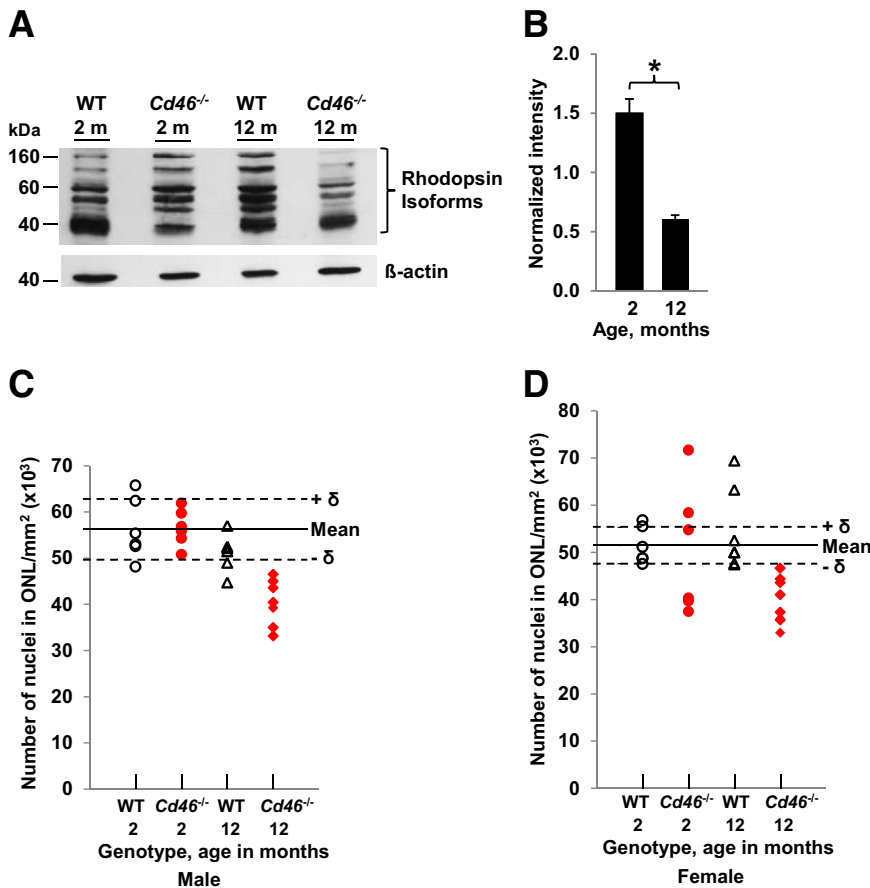 A
WT Cd46-/- WT Cd46-/-
kDa 2 m 2 m 12 m 12 m
160
60
40
Rhodopsin
Isoforms
40
ß-actin
B
Normalized intensity
2.0
1.5
1.0
0.5
0.0
*
2 12
Age, months
C
Number of nuclei in ONL/mm² (x10³)
70
60
50
40
30
20
10
0
+ δ
Mean
- δ
WT Cd46-/- WT Cd46-/-
2 2 12 12
Genotype, age in months
Male
D
Number of nuclei in ONL/mm² (x10³)
80
70
60
50
40
30
20
10
0
+ δ
Mean
- δ
WT Cd46-/- WT Cd46-/-
2 2 12 12
Genotype, age in months
Female